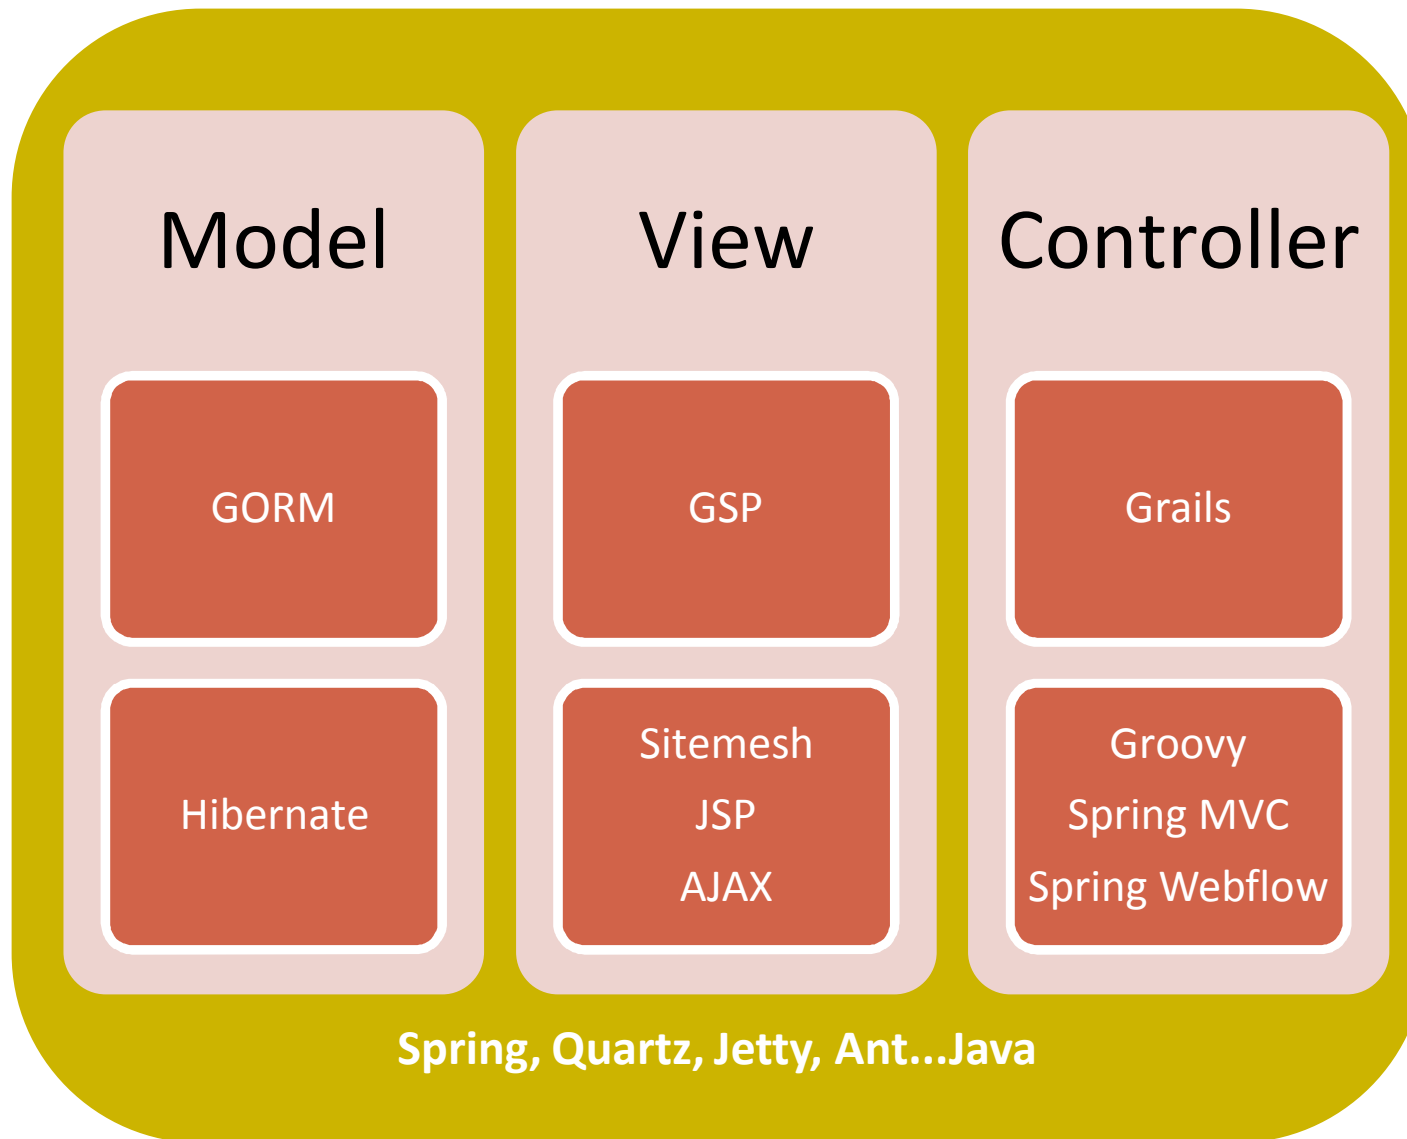 Model
View
Controller
GORM
GSP
Grails
Hibernate
Sitemesh
JSP
AJAX
Groovy
Spring MVC
Spring Webflow
Spring, Quartz, Jetty, Ant...Java